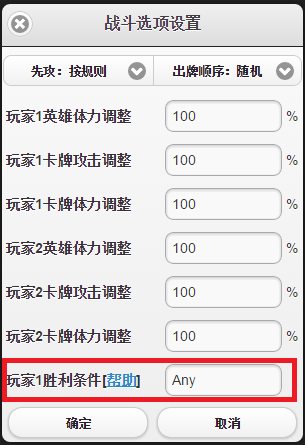 战斗选项设置
先攻：按规则 出牌顺序：随机
玩家1英雄体力调整 100 %
玩家1卡牌攻击调整 100 %
玩家1卡牌体力调整 100 %
玩家2英雄体力调整 100 %
玩家2卡牌攻击调整 100 %
玩家2卡牌体力调整 100 %
玩家1胜利条件[帮助] Any
确定 取消